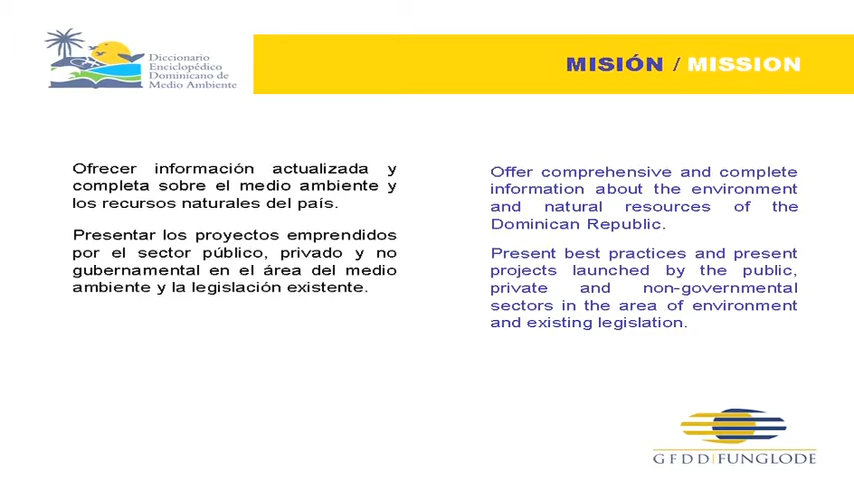 Diccionario
Enciclopédico
Dominicano de
Medio Ambiente
MISIÓN / MISSION
Ofrecer información actualizada y
completa sobre el medio ambiente y
los recursos naturales del país.
Presentar los proyectos emprendidos
por el sector público, privado y no
gubernamental en el área del medio
ambiente y la legislación existente.
Offer comprehensive and complete
information about the environment
and natural resources of the
Dominican Republic.
Present best practices and present
projects launched by the public,
private and non-governmental
sectors in the area of environment
and existing legislation.
GFDD|FUNGLODE